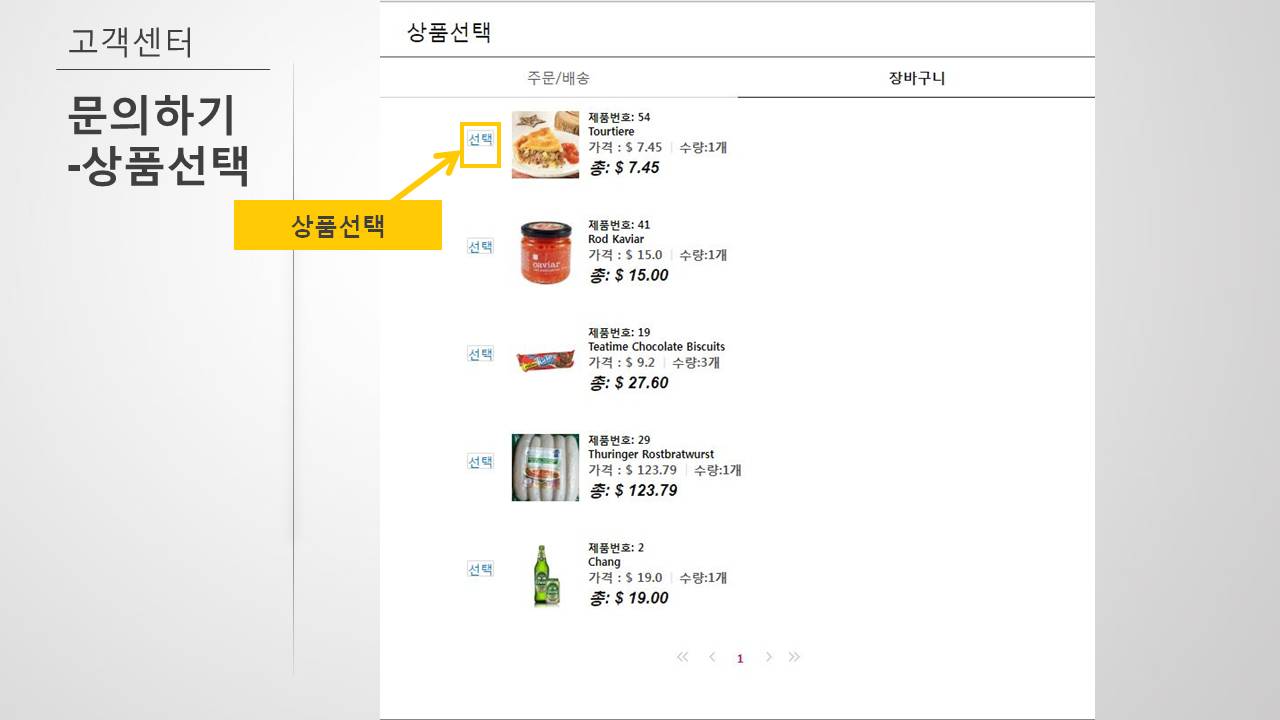 고객센터
문의하기
-상품선택
상품선택
상품선택
주문/배송
장바구니
선택
제품번호: 54
Tourtiere
가격 : $ 7.45 | 수량:1개
총: $ 7.45
선택
caviar
제품번호: 41
Rod Kaviar
가격 : $ 15.0 | 수량:1개
총: $ 15.00
선택
제품번호: 19
Teatime Chocolate Biscuits
가격 : $ 9.2 | 수량:3개
총: $ 27.60
선택
제품번호: 29
Thuringer Rostbratwurst
가격 : $ 123.79 | 수량:1개
총: $ 123.79
선택
제품번호: 2
Chang
가격 : $ 19.0 | 수량:1개
총: $ 19.00
1